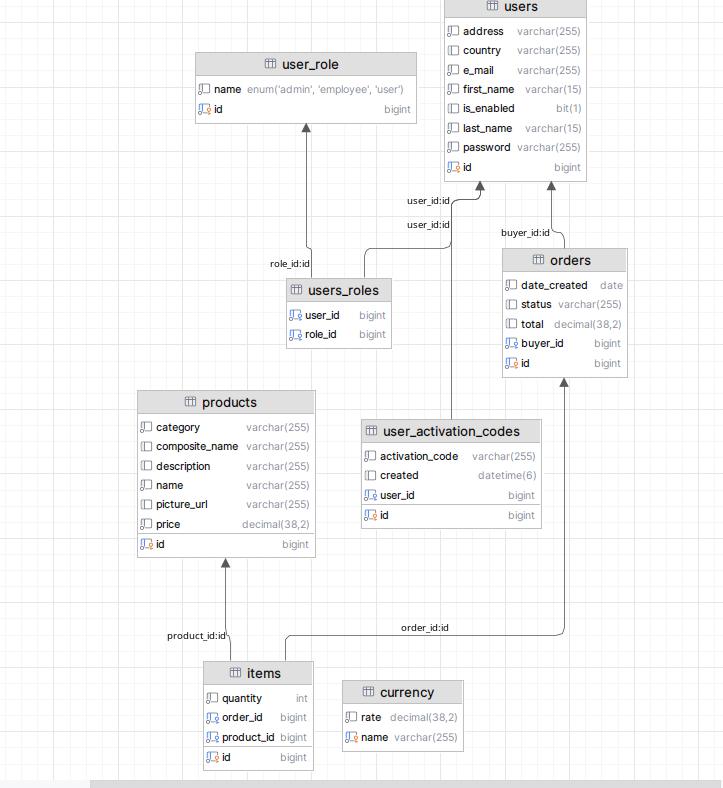 users
address varchar(255)
country varchar(255)
e_mail varchar(255)
first_name varchar(15)
is_enabled bit(1)
last_name varchar(15)
password varchar(255)
id bigint
user_role
name enum('admin', 'employee', 'user')
id bigint
user_id:id
user_id:id
buyer_id:id
role_id:id
users_roles
user_id bigint
role_id bigint
orders
date_created date
status varchar(255)
total decimal(38,2)
buyer_id bigint
id bigint
products
category varchar(255)
composite_name varchar(255)
description varchar(255)
name varchar(255)
picture_url varchar(255)
price decimal(38,2)
id bigint
user_activation_codes
activation_code varchar(255)
created datetime(6)
user_id bigint
id bigint
product_id:id
order_id:id
items
quantity int
order_id bigint
product_id bigint
id bigint
currency
rate decimal(38,2)
name varchar(255)